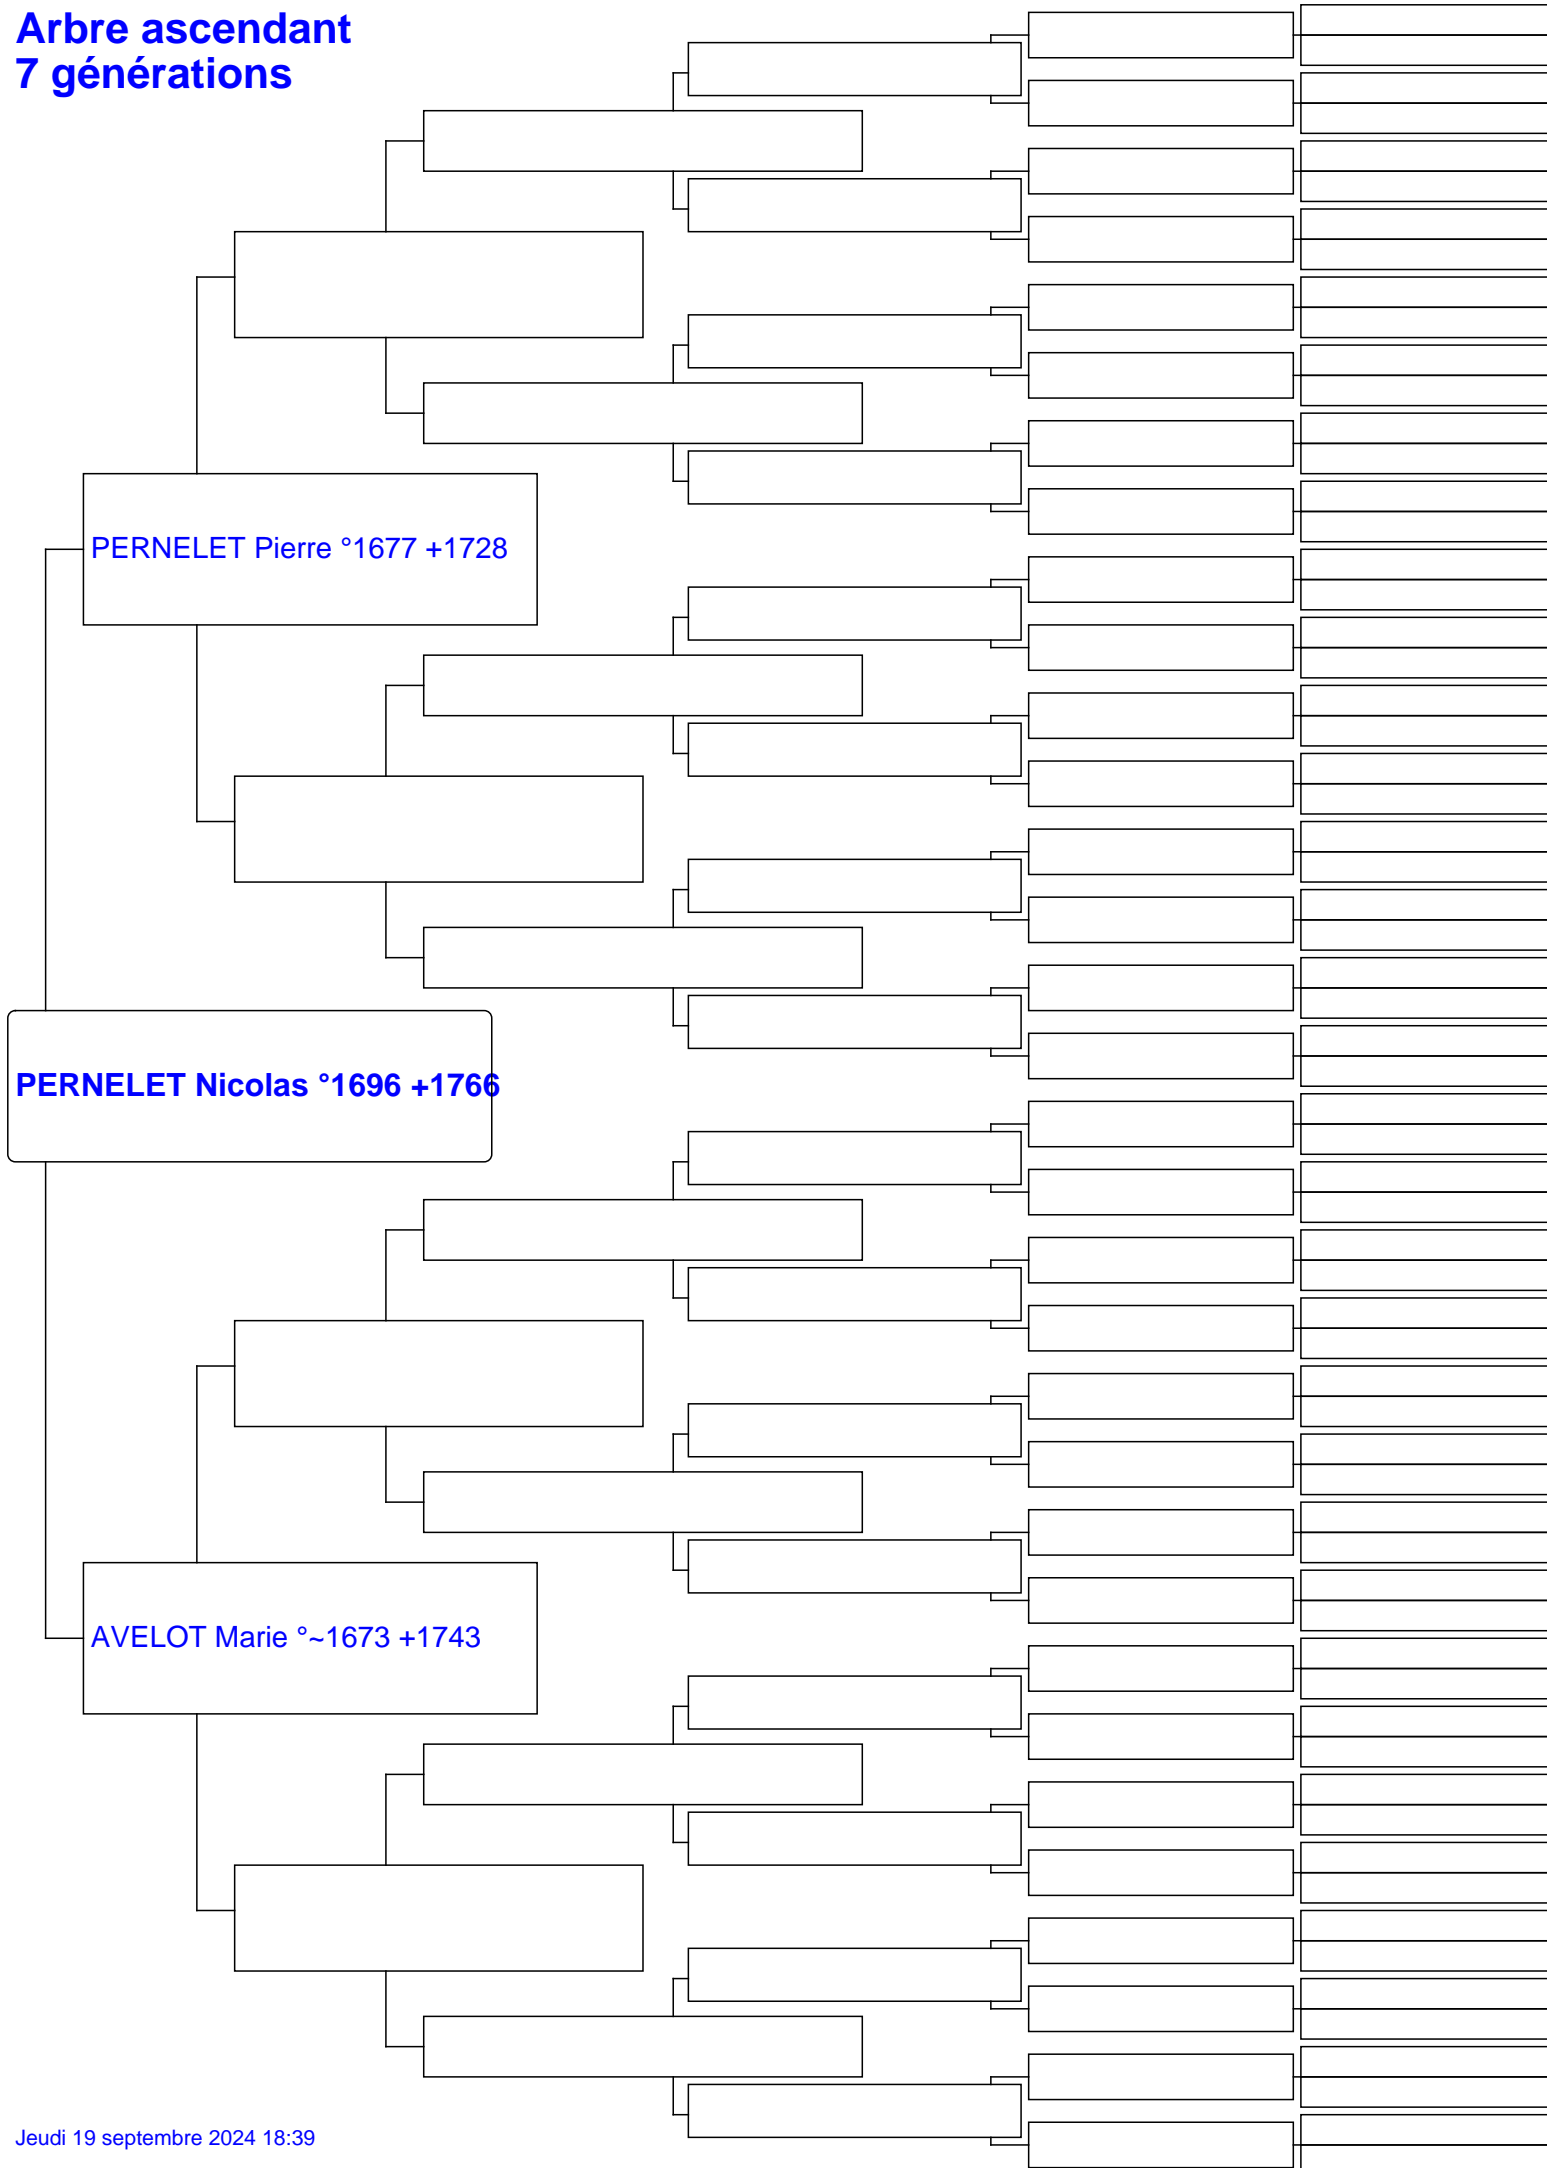 Arbre ascendant
7 générations
PERNELET Pierre °1677 +1728
PERNELET Nicolas °1696 +1766
AVELOT Marie °~1673 +1743
Jeudi 19 septembre 2024 18:39